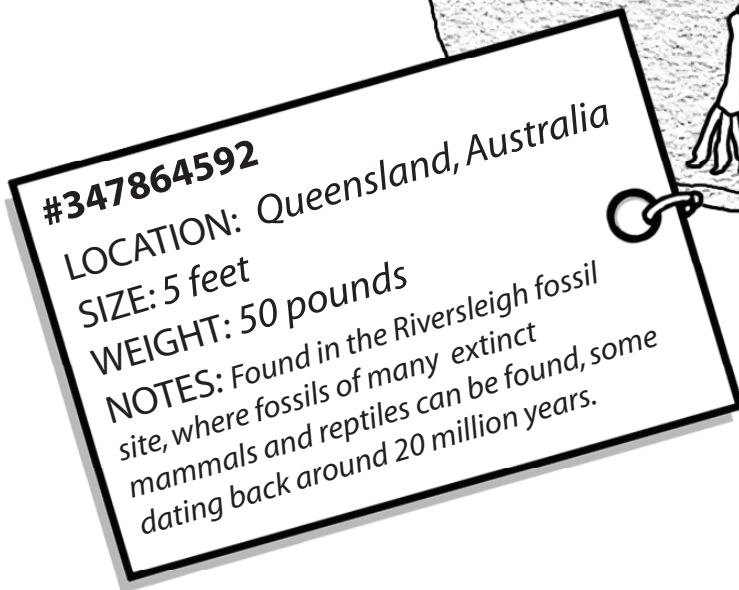 #347864592
LOCATION: Queensland, Australia
SIZE: 5 feet
WEIGHT: 50 pounds
NOTES: Found in the Riversleigh fossil
site, where fossils of many extinct
mammals and reptiles can be found, some
dating back around 20 million years.